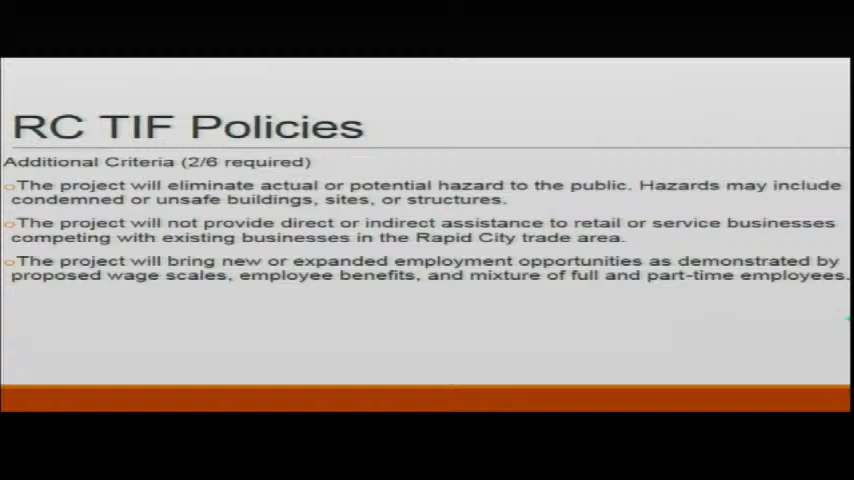 RC TIF Policies
Additional Criteria (2/6 required)
The project will eliminate actual or potential hazard to the public. Hazards may include
condemned or unsafe buildings, sites, or structures.
The project will not provide direct or indirect assistance to retail or service businesses
competing with existing businesses in the Rapid City trade area.
The project will bring new or expanded employment opportunities as demonstrated by
proposed wage scales, employee benefits, and mixture of full and part-time employees.